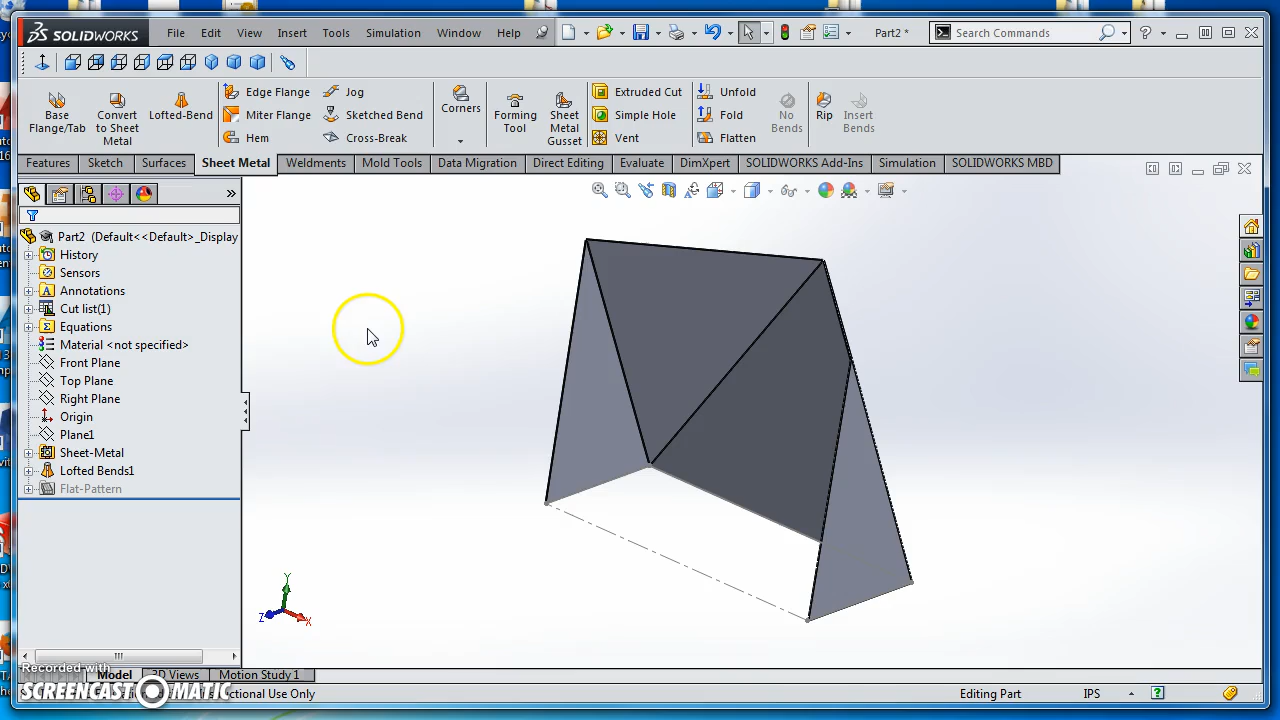 SOLIDWORKS File Edit View Insert Tools Simulation Window Help Part2 * Search Commands
Base Flange/Tab
Convert to Sheet Metal
Lofted-Bend
Edge Flange
Miter Flange
Hem
Jog
Sketched Bend
Cross-Break
Corners
Forming Tool
Sheet Metal Gusset
Extruded Cut
Simple Hole
Vent
Unfold
Fold
Flatten
No Bends
Rip
Insert Bends
Features Sketch Surfaces Sheet Metal Weldments Mold Tools Data Migration Direct Editing Evaluate DimXpert SOLIDWORKS Add-Ins Simulation SOLIDWORKS MBD
Part2 (Default<<Default>_Display
History
Sensors
Annotations
Cut list(1)
Equations
Material <not specified>
Front Plane
Top Plane
Right Plane
Origin
Plane1
Sheet-Metal
Lofted Bends1
Flat-Pattern
Y
Z X
Recorded with
SCREENCAST-O-MATIC
Model 3D Views Motion Study 1
Use Only Editing Part IPS